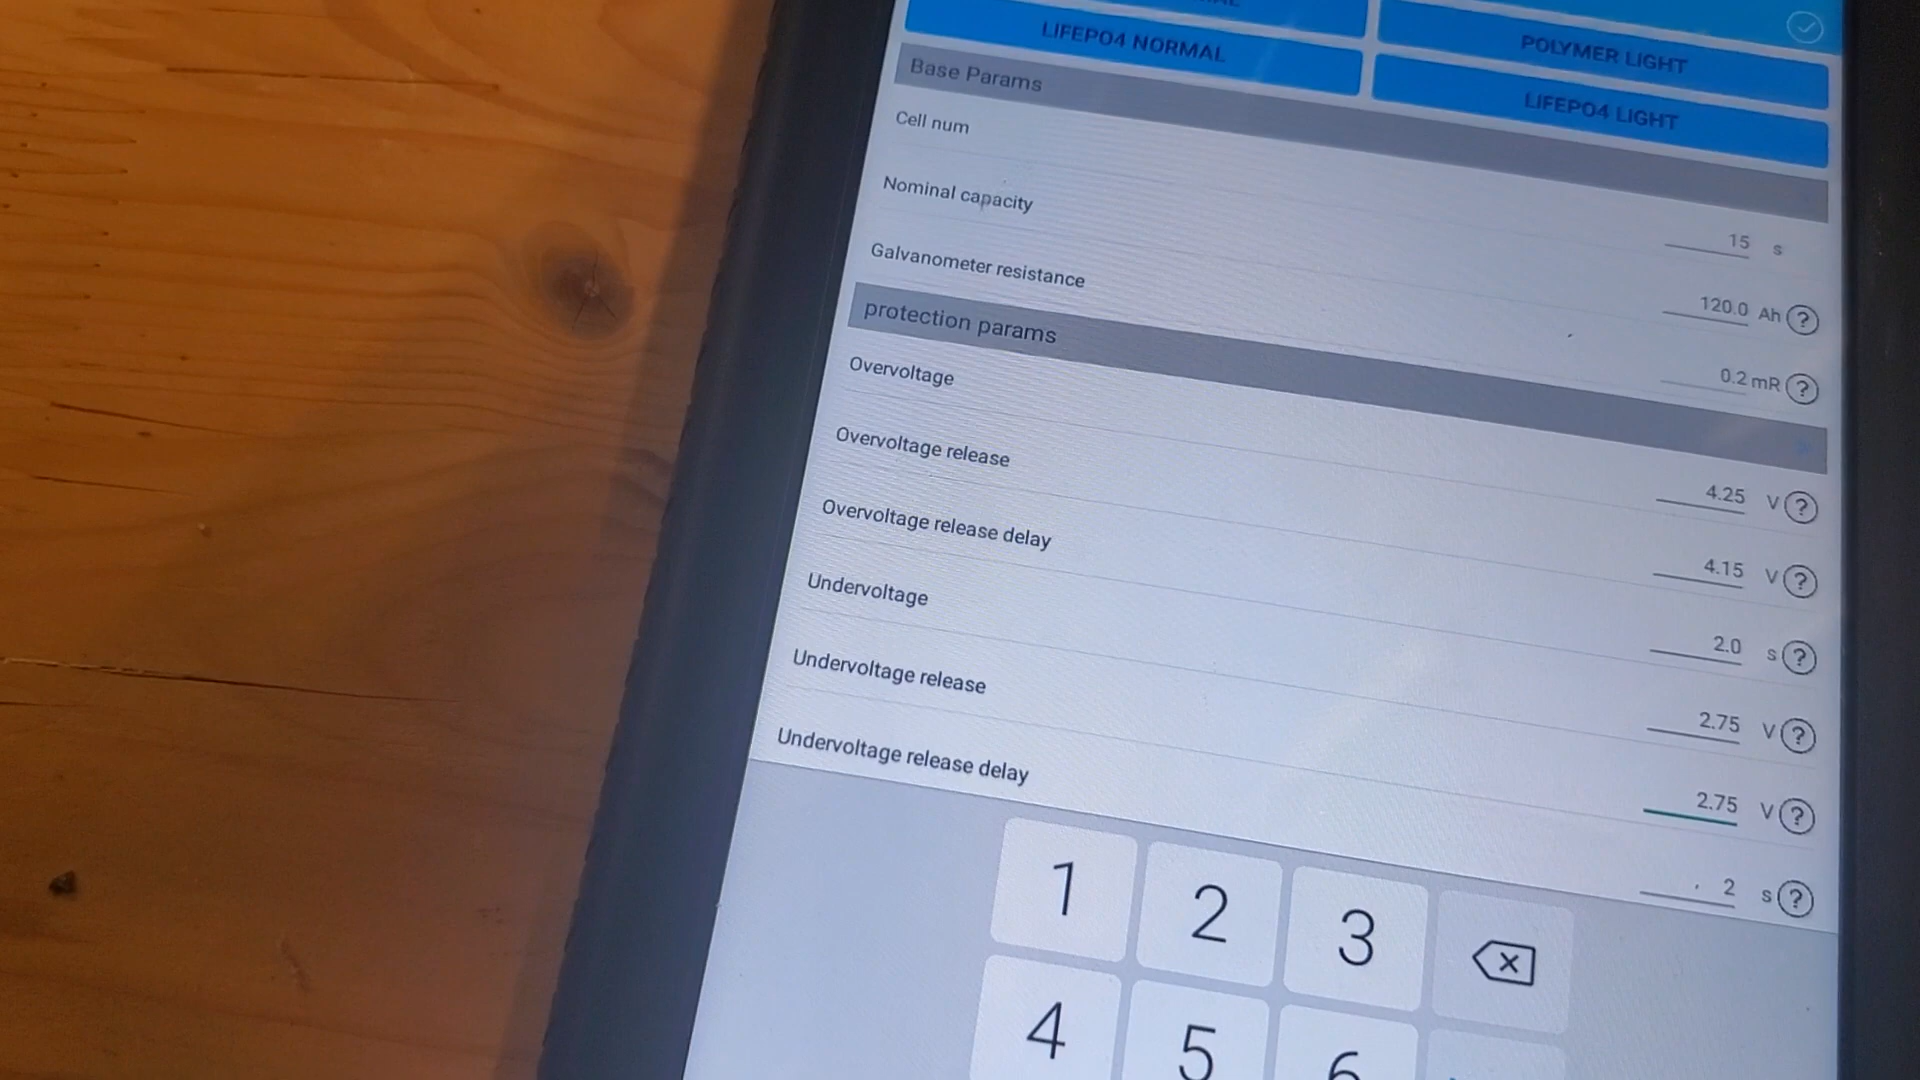 LIFEPO4 NORMAL
POLYMER LIGHT
LIFEPO4 LIGHT
Base Params
Cell num
15 s
Nominal capacity
120.0 Ah ?
Galvanometer resistance
0.2 mR ?
protection params
Overvoltage
4.25 V ?
Overvoltage release
4.15 V ?
Overvoltage release delay
2.0 s ?
Undervoltage
2.75 V ?
Undervoltage release
2.75 V ?
Undervoltage release delay
2 s ?
1 2 3
4 5 6